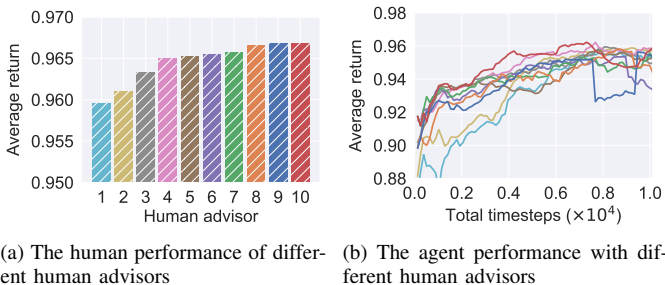 0.970
0.965
0.960
0.955
0.950
Average return
1 2 3 4 5 6 7 8 9 10
Human advisor
0.98
0.96
0.94
0.92
0.90
0.88
Average return
0.0 0.2 0.4 0.6 0.8 1.0
Total timesteps (×10⁴)
(a) The human performance of differ-
ent human advisors
(b) The agent performance with dif-
ferent human advisors